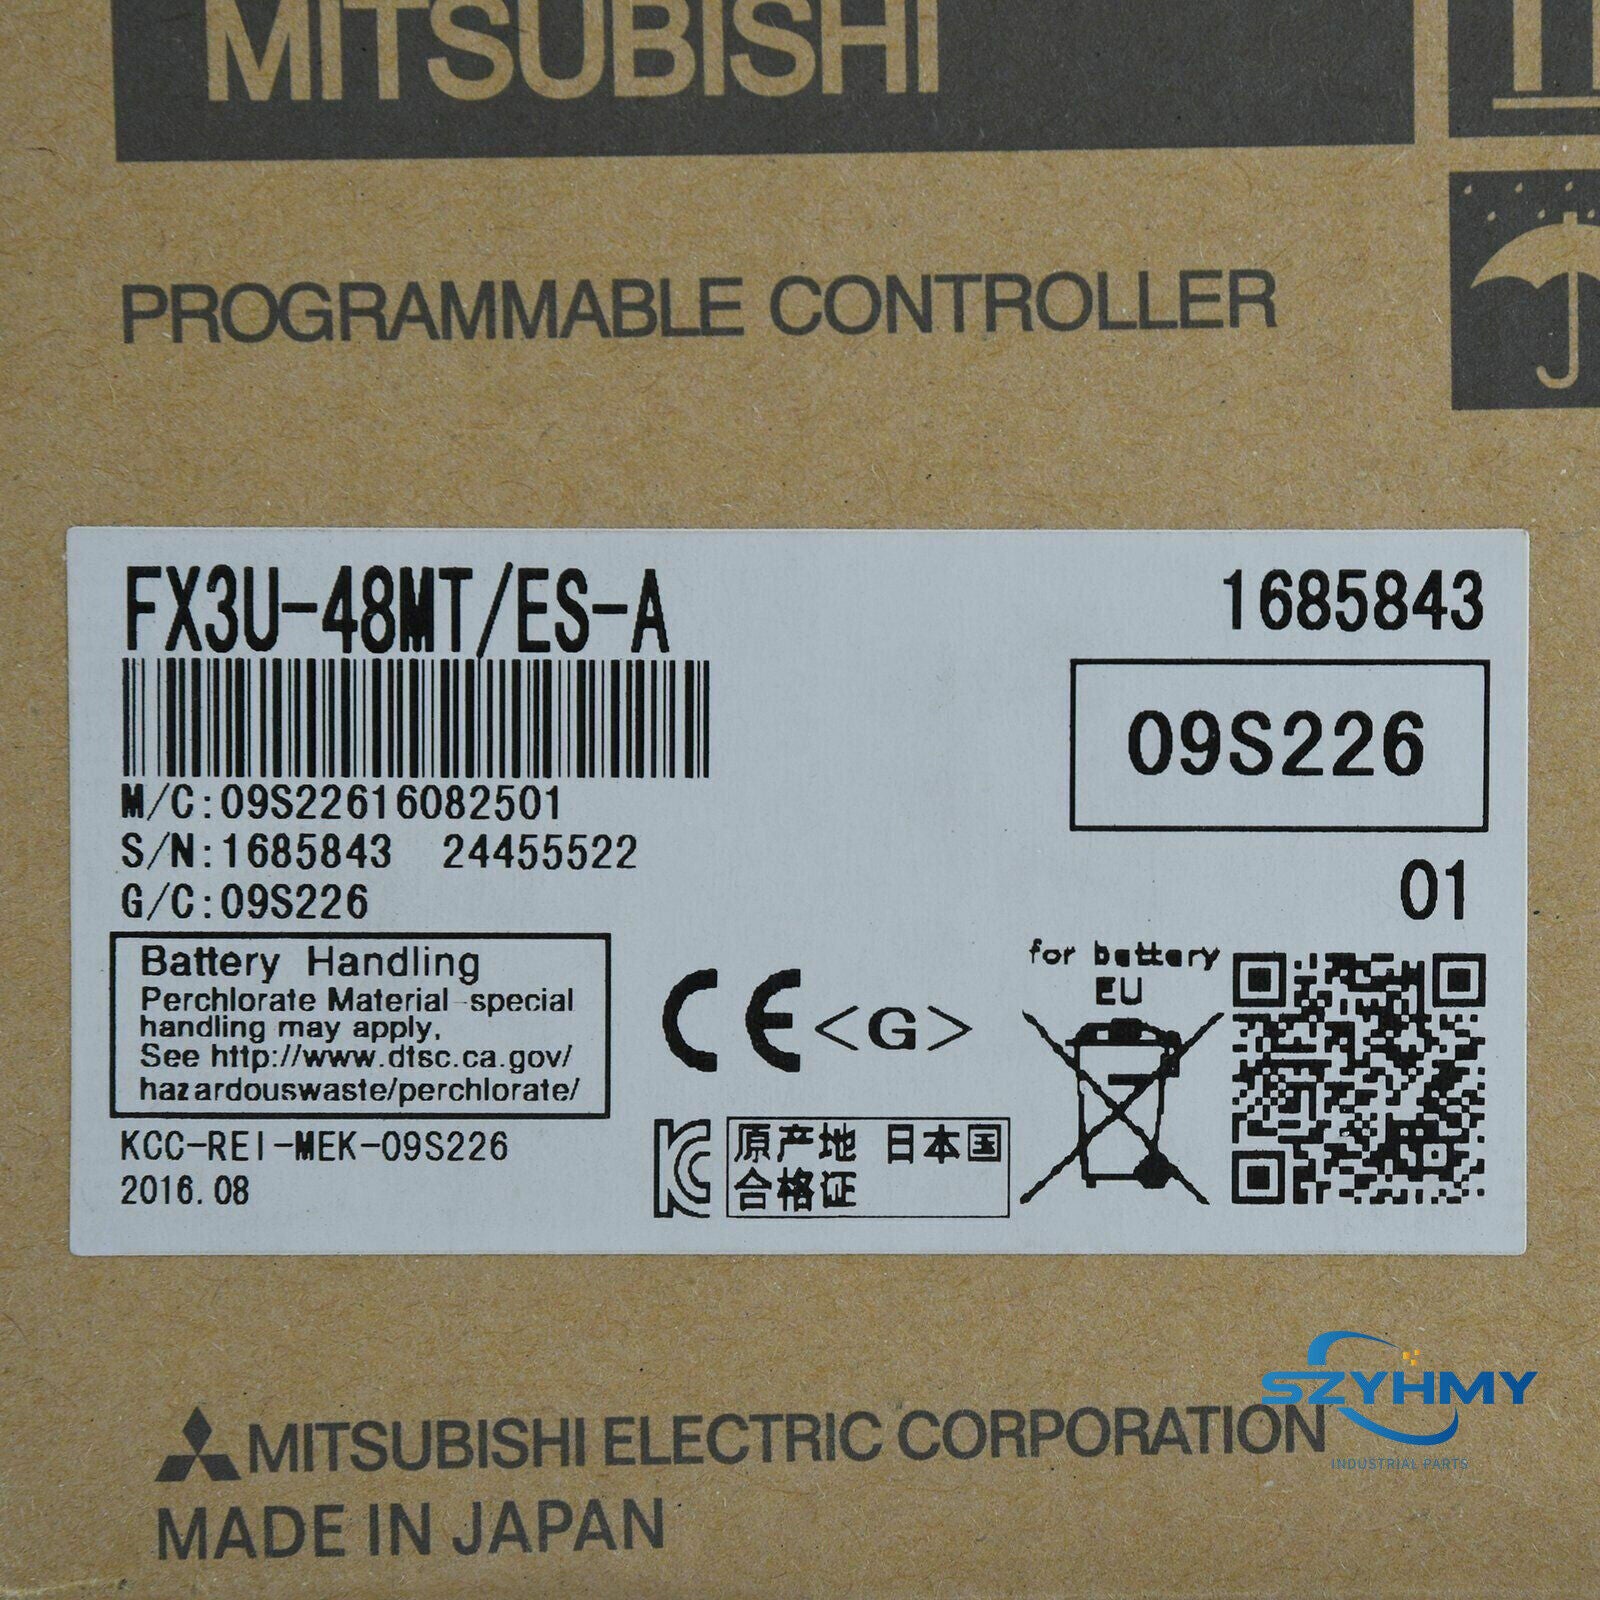 MITSUBISHI
PROGRAMMABLE CONTROLLER
FX3U-48MT/ES-A
1685843
09S226
M/C:09S22616082501
S/N:1685843 24455522
G/C:09S226
01
Battery Handling
Perchlorate Material-special
handling may apply,
See http://www.dtsc.ca.gov/
hazardouswaste/perchlorate/
KCC-REI-MEK-09S226
2016.08
CE <G>
for battery
EU
原产地 日本国
合格证
SZYHMY
INDUSTRIAL PARTS
MITSUBISHI ELECTRIC CORPORATION
MADE IN JAPAN